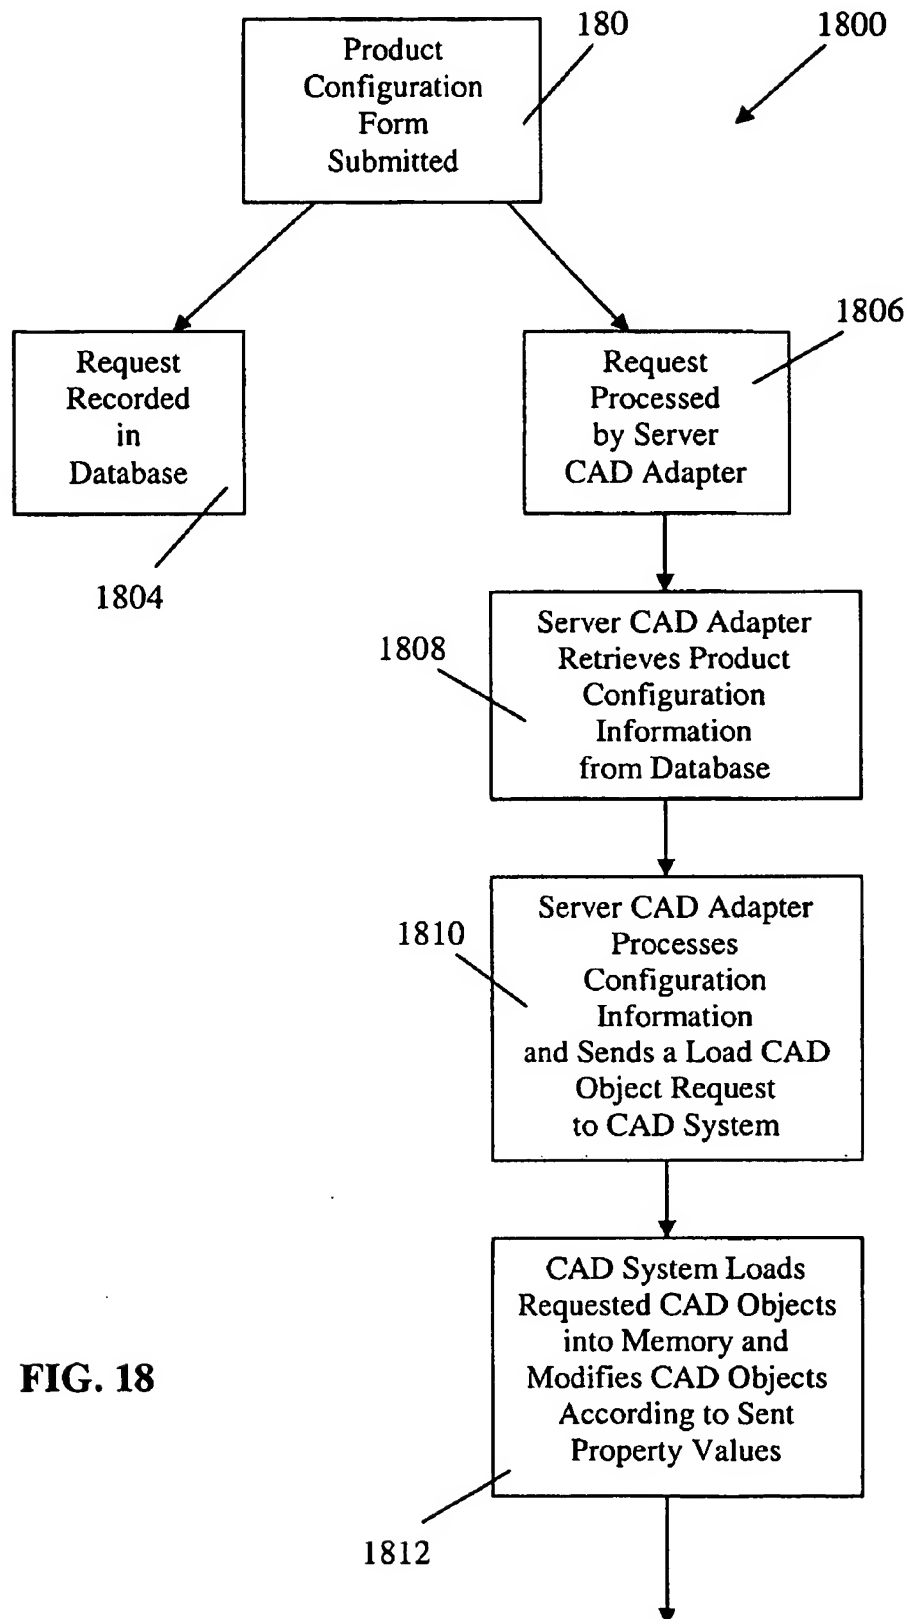 180
1800
Product
Configuration
Form
Submitted
1806
Request
Recorded
in
Database
Request
Processed
by Server
CAD Adapter
1804
1808
Server CAD Adapter
Retrieves Product
Configuration
Information
from Database
1810
Server CAD Adapter
Processes
Configuration
Information
and Sends a Load CAD
Object Request
to CAD System
CAD System Loads
Requested CAD Objects
into Memory and
Modifies CAD Objects
According to Sent
Property Values
FIG. 18
1812